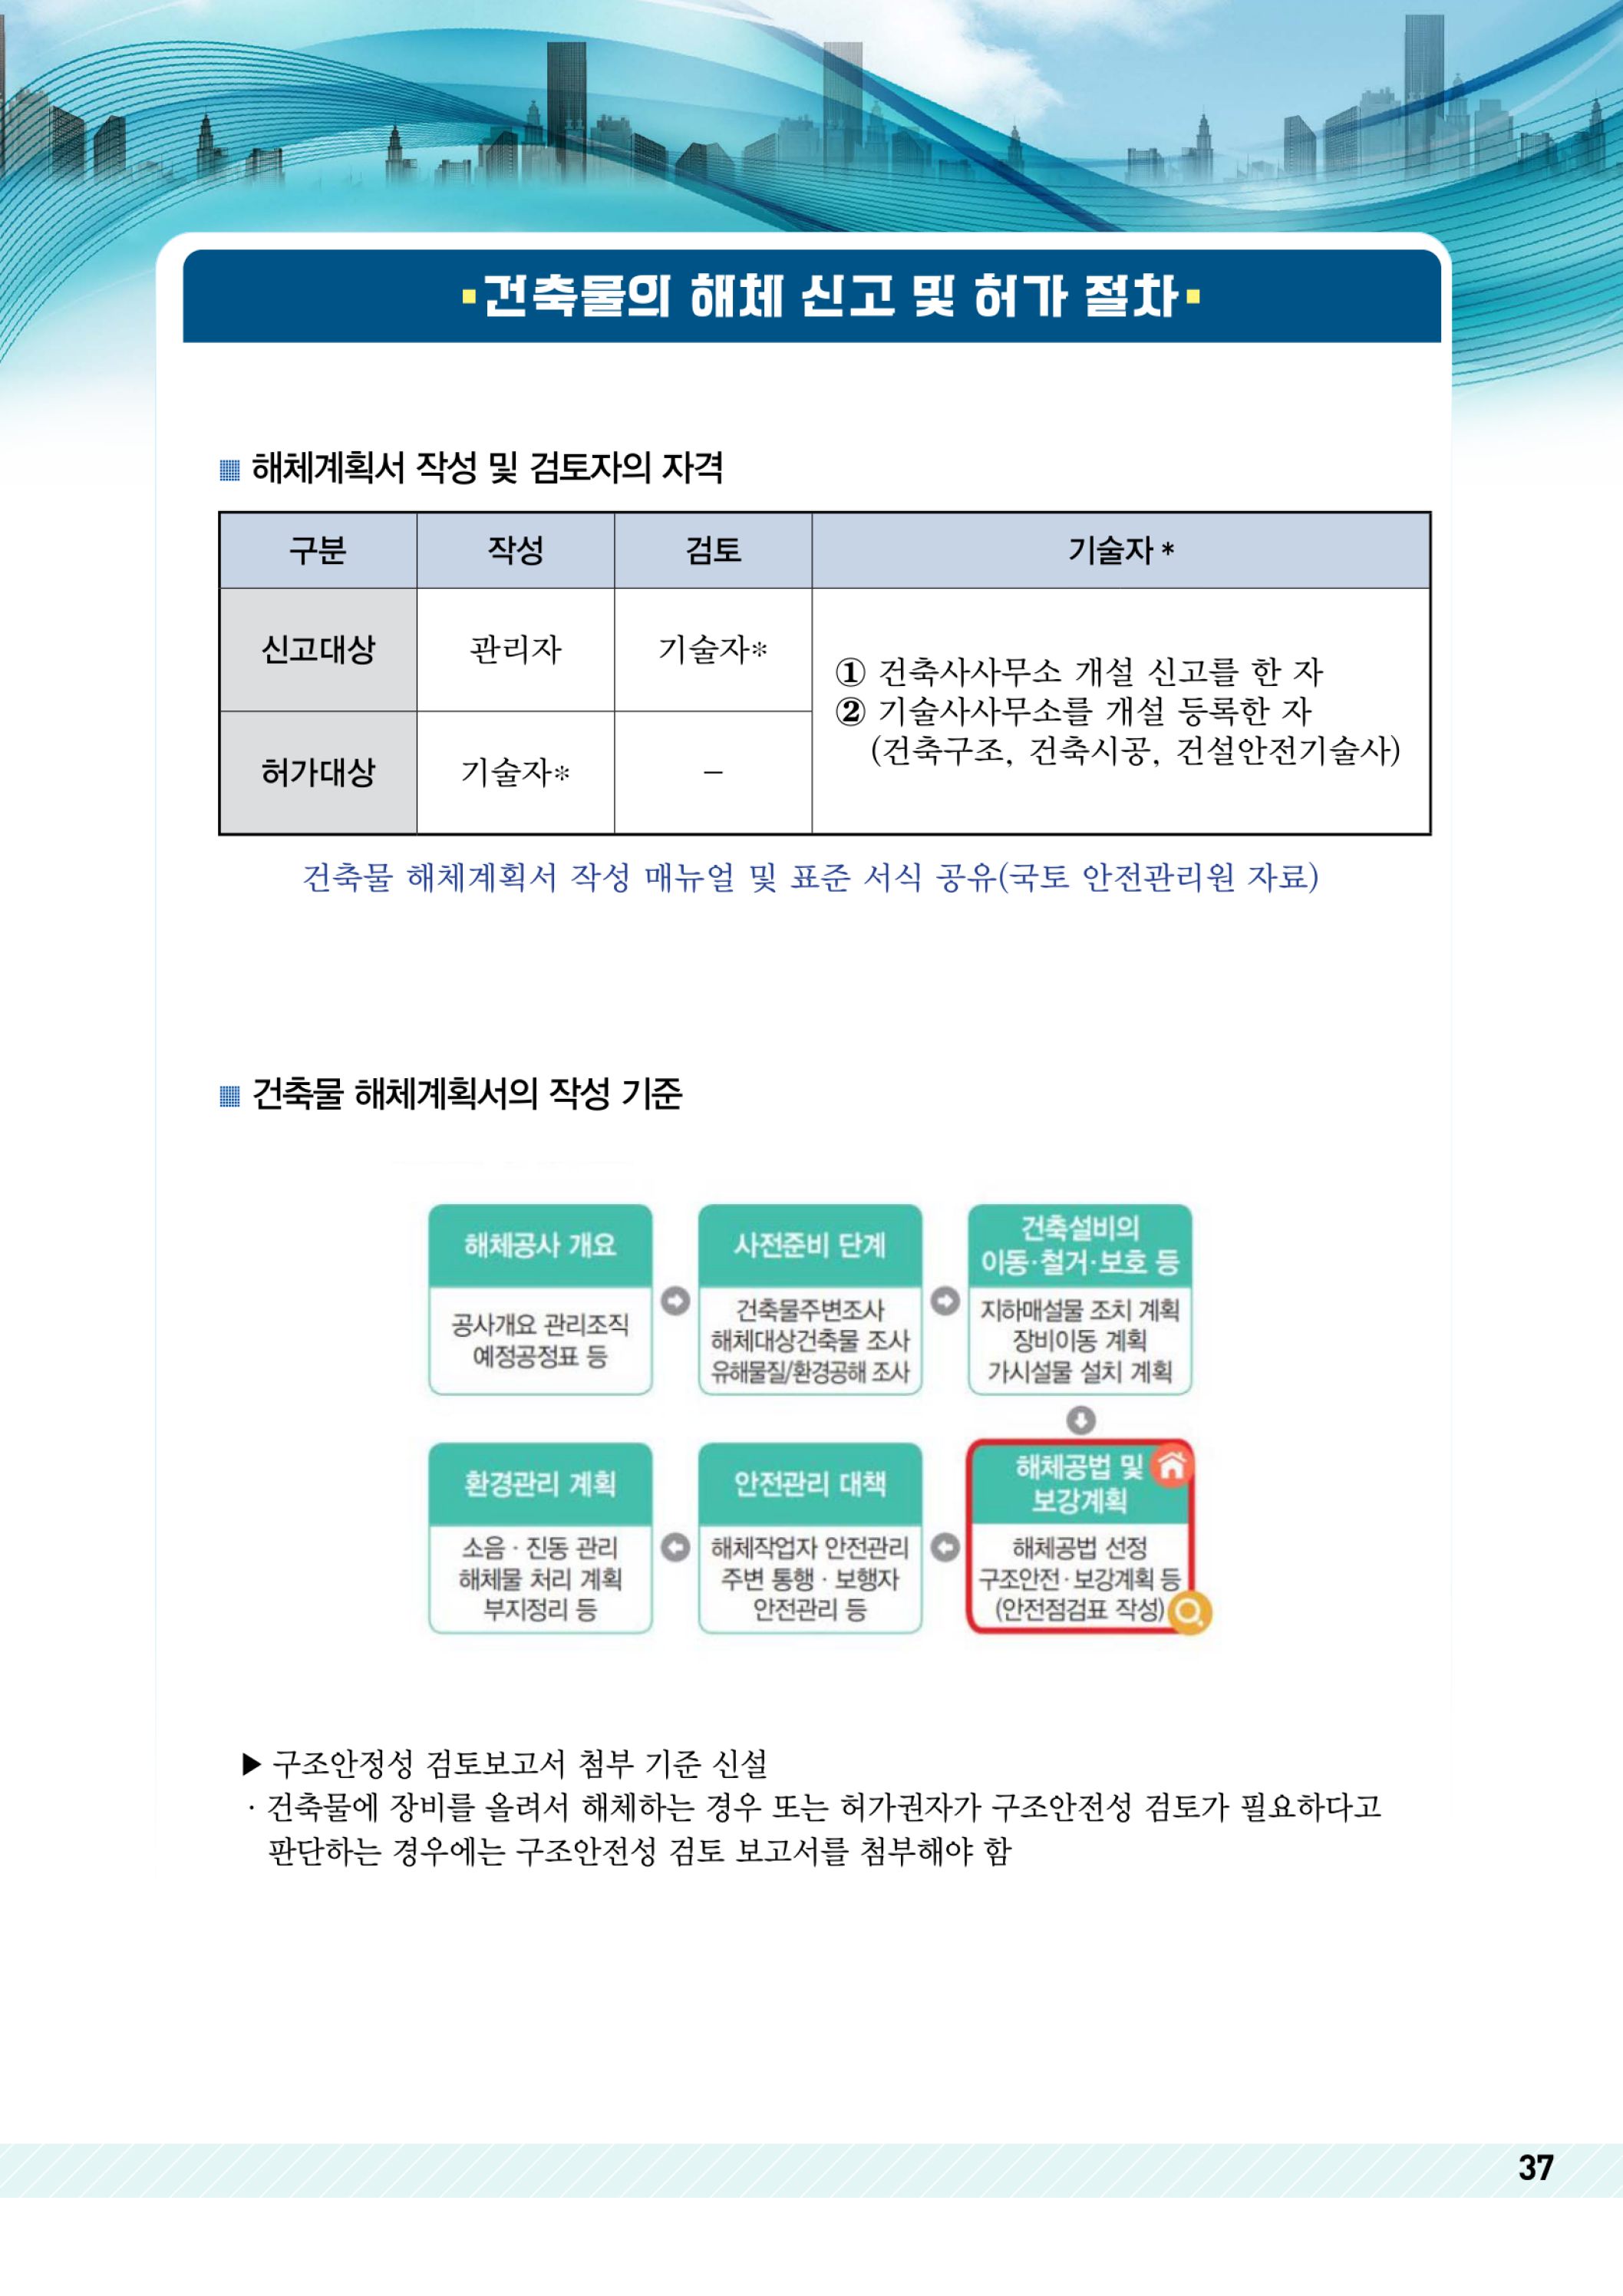 건축물의 해체 신고 및 허가 절차
해체계획서 작성 및 검토자의 자격
구분 작성 검토 기술자 *
신고대상 관리자 기술자*
① 건축사사무소 개설 신고를 한 자
② 기술사사무소를 개설 등록한 자
(건축구조, 건축시공, 건설안전기술사)
허가대상 기술자* –
건축물 해체계획서 작성 매뉴얼 및 표준 서식 공유(국토 안전관리원 자료)
건축물 해체계획서의 작성 기준
해체공사 개요
공사개요 관리조직
예정공정표 등
사전준비 단계
건축물주변조사
해체대상건축물 조사
유해물질/환경공해 조사
건축설비의
이동·철거·보호 등
지하매설물 조치 계획
장비이동 계획
가시설물 설치 계획
해체공법 및
보강계획
해체공법 선정
구조안전·보강계획 등
(안전점검표 작성)
안전관리 대책
해체작업자 안전관리
주변 통행·보행자
안전관리 등
환경관리 계획
소음·진동 관리
해체물 처리 계획
부지정리 등
▶ 구조안정성 검토보고서 첨부 기준 신설
· 건축물에 장비를 올려서 해체하는 경우 또는 허가권자가 구조안전성 검토가 필요하다고
판단하는 경우에는 구조안전성 검토 보고서를 첨부해야 함
37